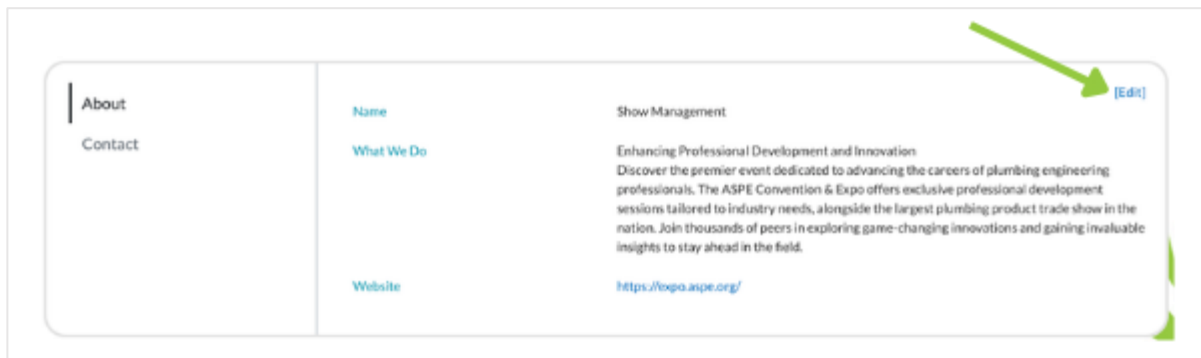 [Edit]
About
Contact
Name
Show Management
What We Do
Enhancing Professional Development and Innovation
Discover the premier event dedicated to advancing the careers of plumbing engineering
professionals. The ASPE Convention & Expo offers exclusive professional development
sessions tailored to industry needs, alongside the largest plumbing product trade show in the
nation. Join thousands of peers in exploring game-changing innovations and gaining invaluable
insights to stay ahead in the field.
Website
https://expo.aspe.org/